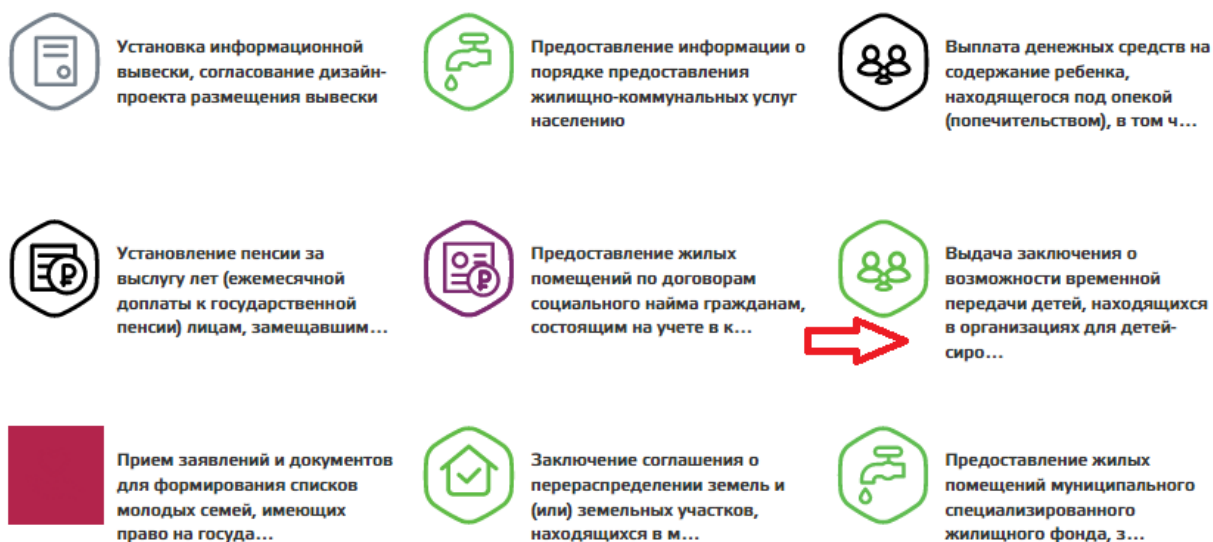 Установка информационной
вывески, согласование дизайн-
проекта размещения вывески
Предоставление информации о
порядке предоставления
жилищно-коммунальных услуг
населению
Выплата денежных средств на
содержание ребенка,
находящегося под опекой
(попечительством), в том ч...
Установление пенсии за
выслугу лет (ежемесячной
доплаты к государственной
пенсии) лицам, замещавшим...
Предоставление жилых
помещений по договорам
социального найма гражданам,
состоящим на учете в к...
Выдача заключения о
возможности временной
передачи детей, находящихся
в организациях для детей-
сиро...
Прием заявлений и документов
для формирования списков
молодых семей, имеющих
право на госуда...
Заключение соглашения о
перераспределении земель и
(или) земельных участков,
находящихся в м...
Предоставление жилых
помещений муниципального
специализированного
жилищного фонда, з...